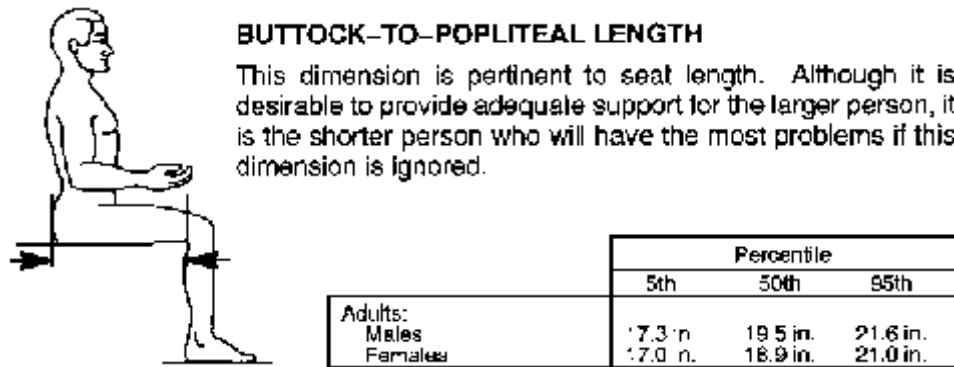 BUTTOCK–TO–POPLITEAL LENGTH
This dimension is pertinent to seat length. Although it is
desirable to provide adequate support for the larger person, it
is the shorter person who will have the most problems if this
dimension is ignored.
Percentile
5th 50th 95th
Adults:
Males 17.3 in 19.5 in. 21.6 in.
Females 17.0 in. 18.9 in. 21.0 in.